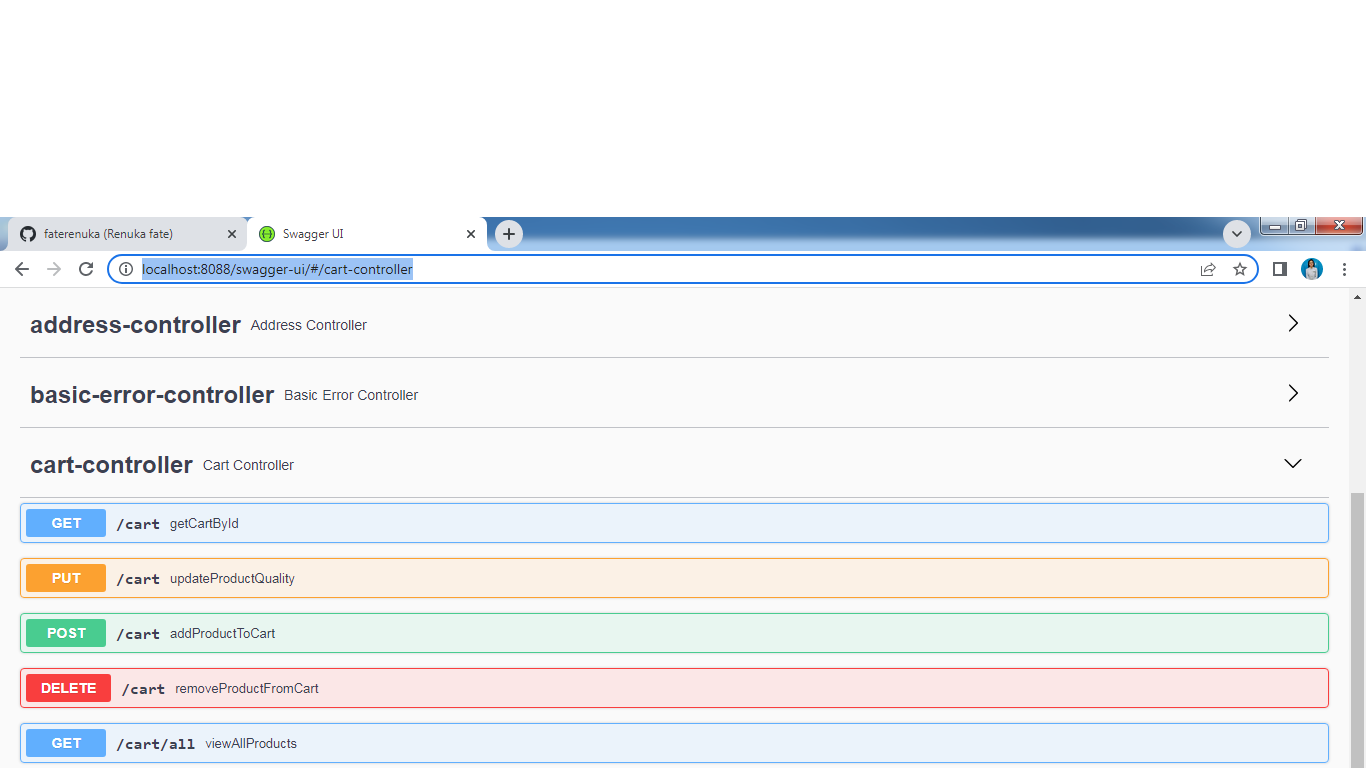 faterenuka (Renuka fate)
Swagger UI
localhost:8088/swagger-ui/#/cart-controller
address-controller Address Controller
basic-error-controller Basic Error Controller
cart-controller Cart Controller
GET /cart getCartById
PUT /cart updateProductQuality
POST /cart addProductToCart
DELETE /cart removeProductFromCart
GET /cart/all viewAllProducts